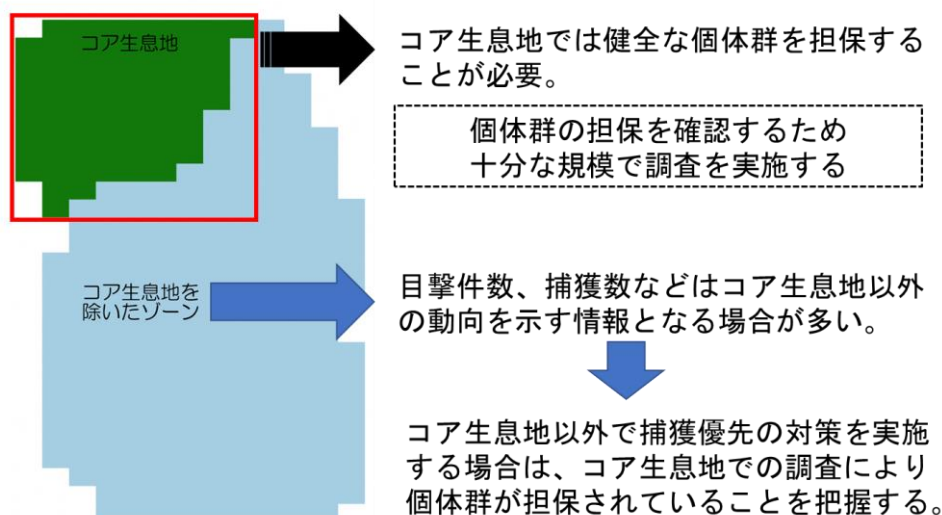 コア生息地
コア生息地では健全な個体群を担保する
ことが必要。
個体群の担保を確認するため
十分な規模で調査を実施する
コア生息地を
除いたゾーン
目撃件数、捕獲数などはコア生息地以外
の動向を示す情報となる場合が多い。
コア生息地以外で捕獲優先の対策を実施
する場合は、コア生息地での調査により
個体群が担保されていることを把握する。